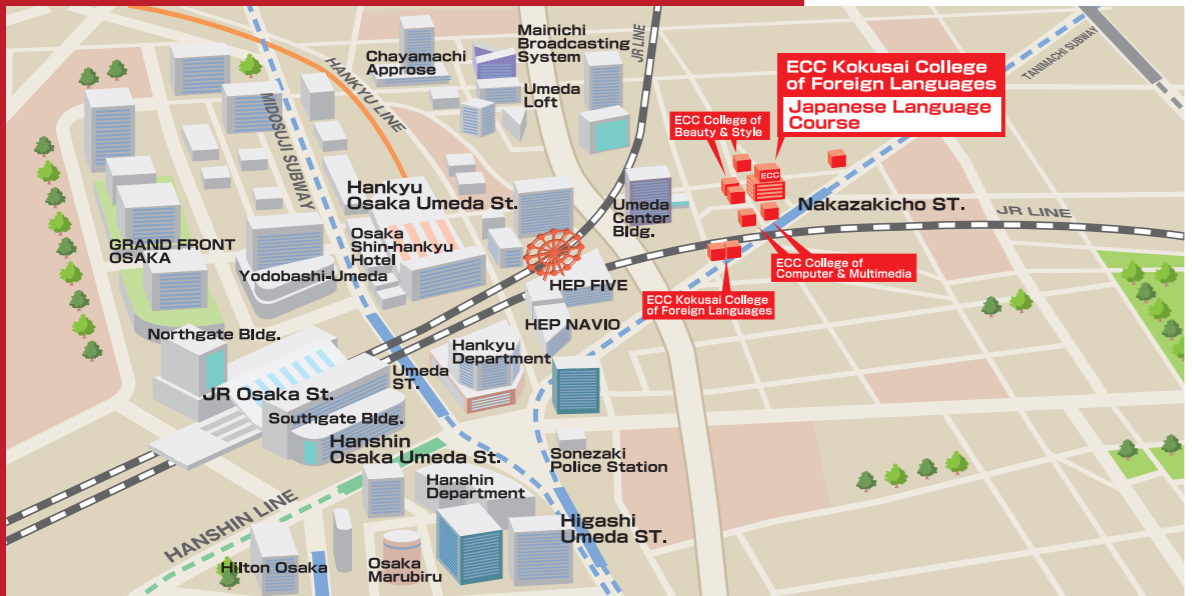 Chayamachi
Approse
Mainichi
Broadcasting
System
JR LINE
TANIMACHI SUBWAY
HANKYU LINE
MIDOSUJI SUBWAY
Umeda
Loft
ECC Kokusai College
of Foreign Languages
Japanese Language
Course
ECC College of
Beauty & Style
ECC
Hankyu
Osaka Umeda St.
Umeda
Center
Bldg.
Nakazakicho ST.
JR LINE
GRAND FRONT
OSAKA
Osaka
Shin-hankyu
Hotel
Yodobashi-Umeda
ECC College of
Computer & Multimedia
HEP FIVE
ECC Kokusai College
of Foreign Languages
HEP NAVIO
Northgate Bldg.
Hankyu
Department
Umeda
ST.
JR Osaka St.
Southgate Bldg.
Hanshin
Osaka Umeda St.
Sonezaki
Police Station
Hanshin
Department
HANSHIN LINE
Higashi
Umeda ST.
Hilton Osaka
Osaka
Marubiru